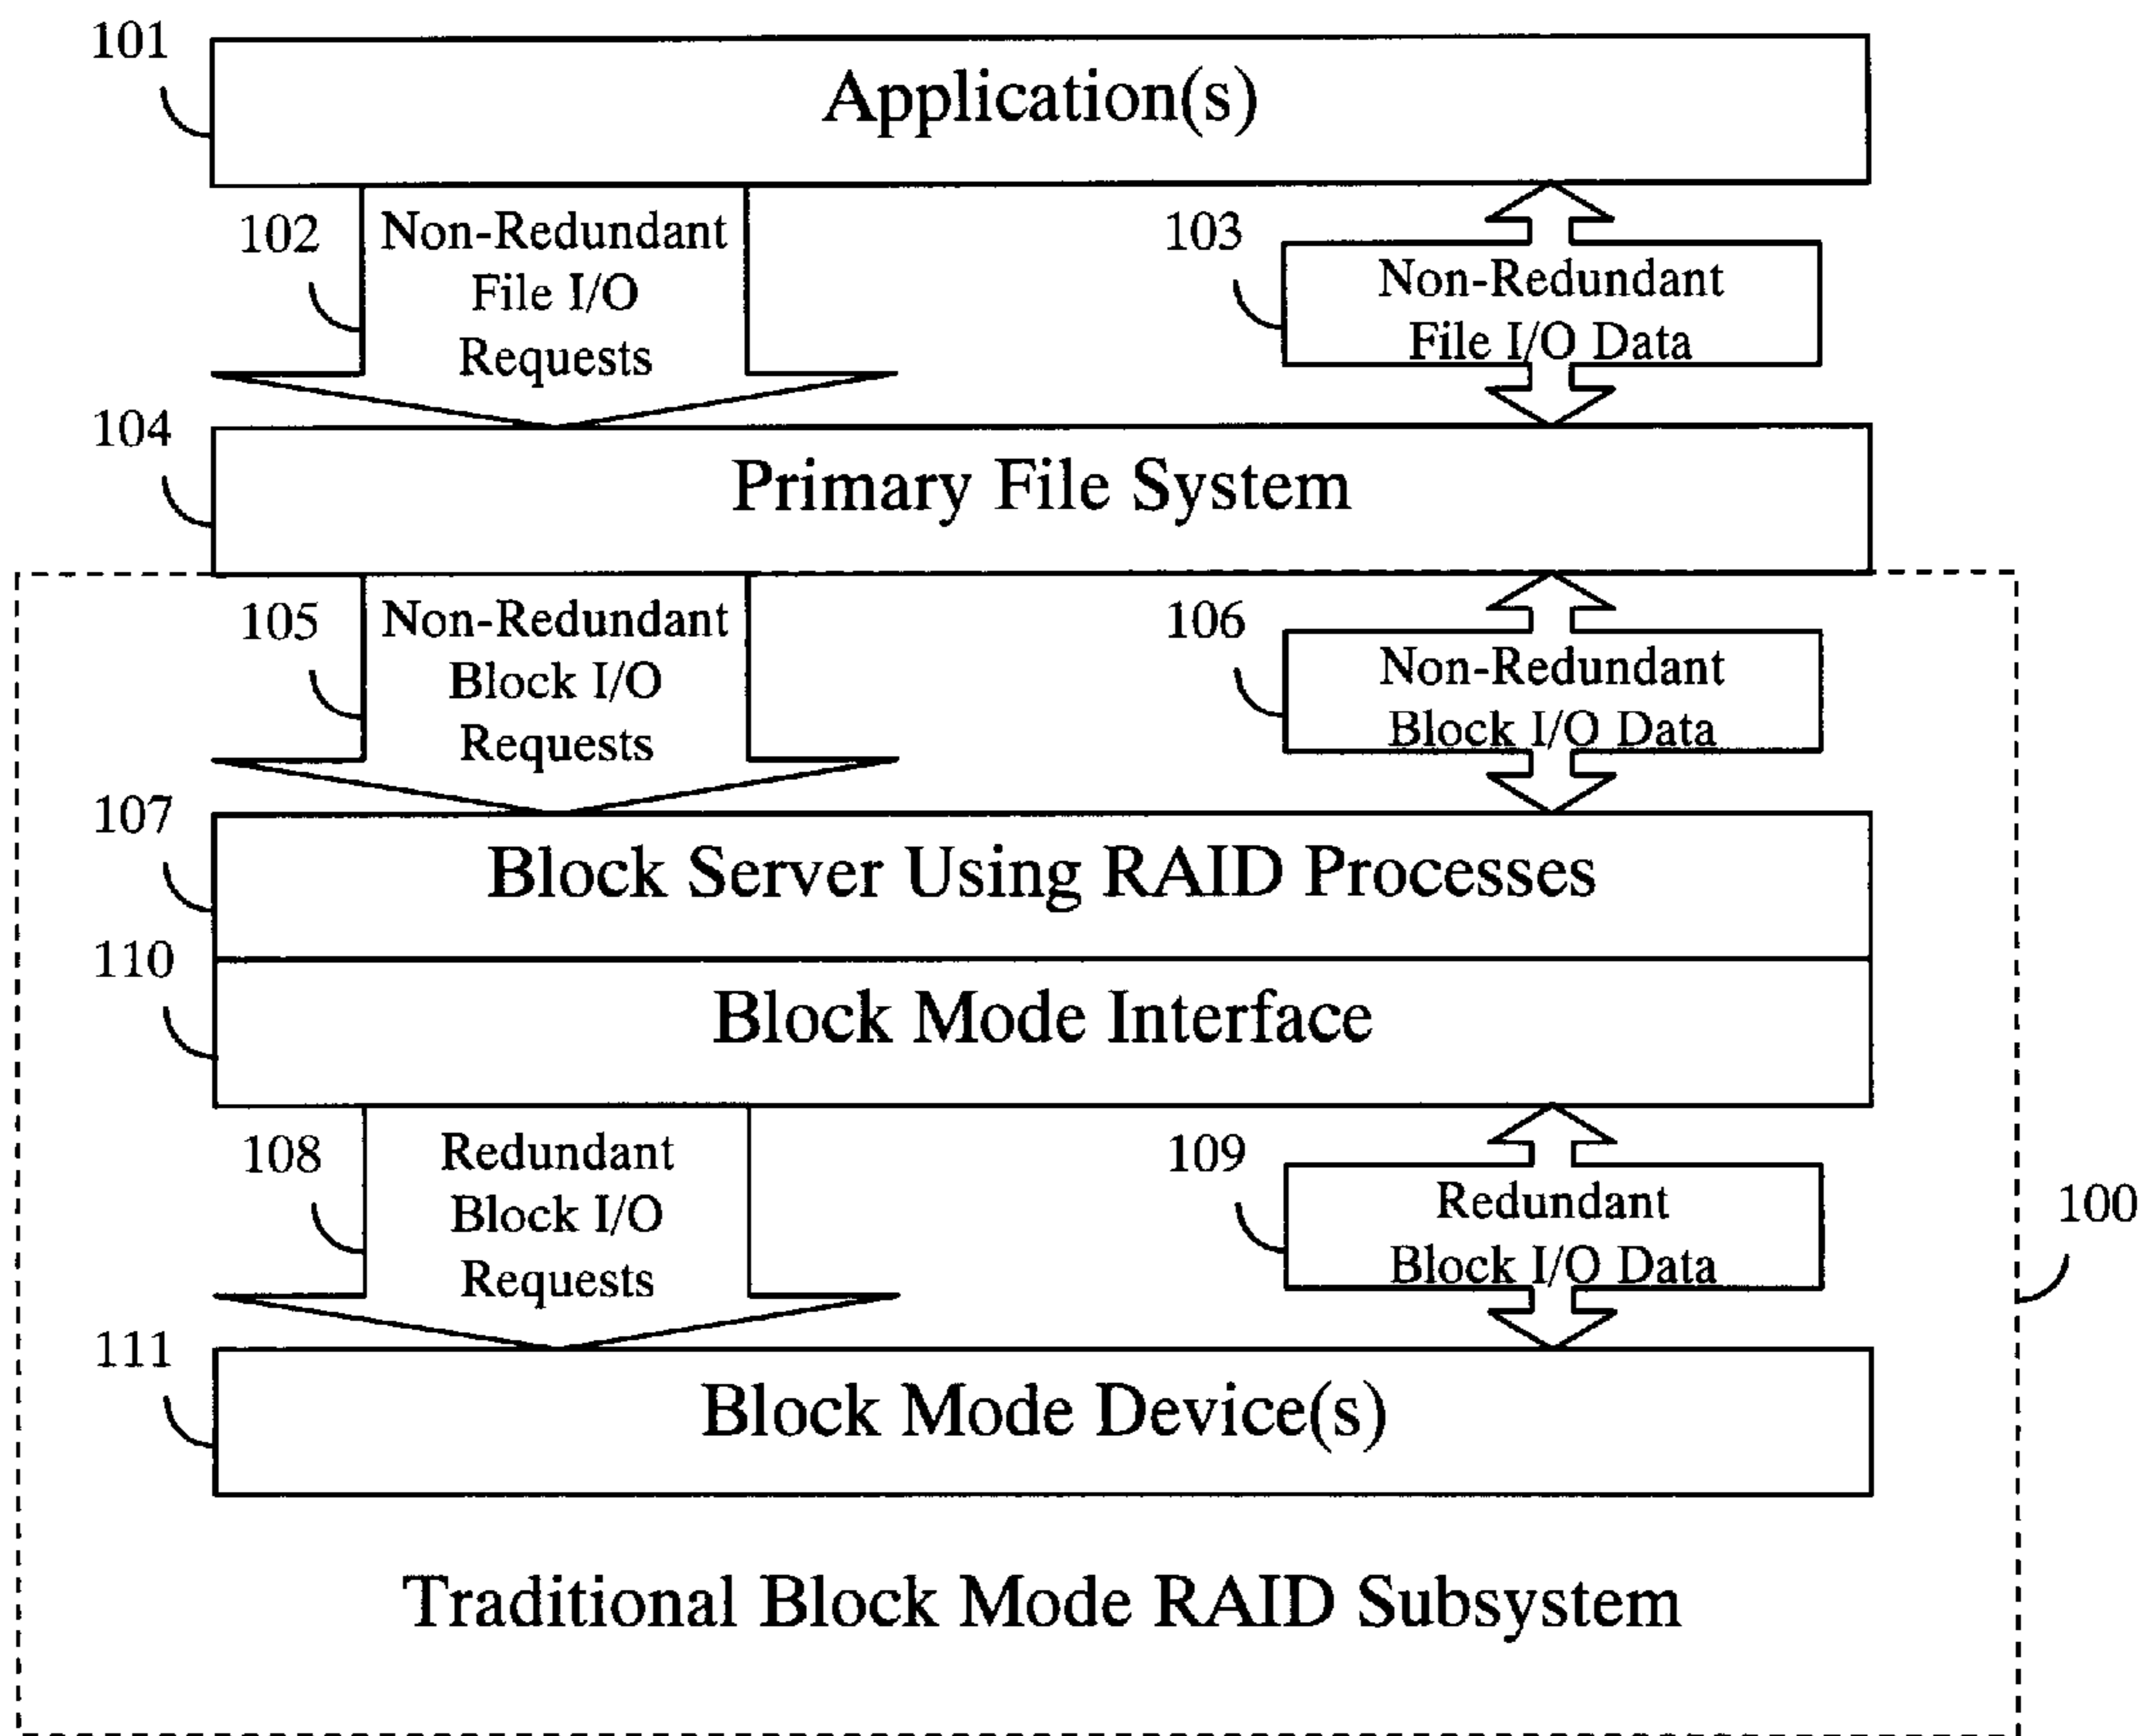 101
Application(s)
102
Non-Redundant
File I/O
Requests
103
Non-Redundant
File I/O Data
104
Primary File System
105
Non-Redundant
Block I/O
Requests
106
Non-Redundant
Block I/O Data
107
Block Server Using RAID Processes
110
Block Mode Interface
108
Redundant
Block I/O
Requests
109
Redundant
Block I/O Data
100
111
Block Mode Device(s)
Traditional Block Mode RAID Subsystem